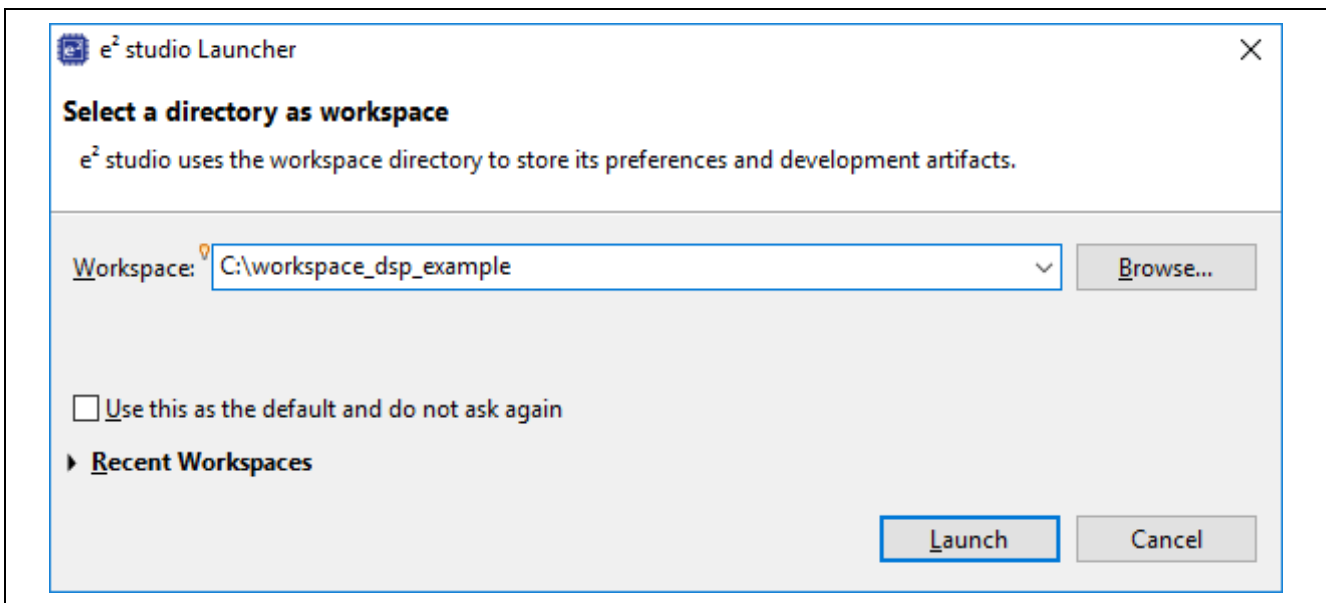 e² studio Launcher
Select a directory as workspace
e² studio uses the workspace directory to store its preferences and development artifacts.
Workspace: C:\workspace_dsp_example Browse...
Use this as the default and do not ask again
Recent Workspaces
Launch Cancel